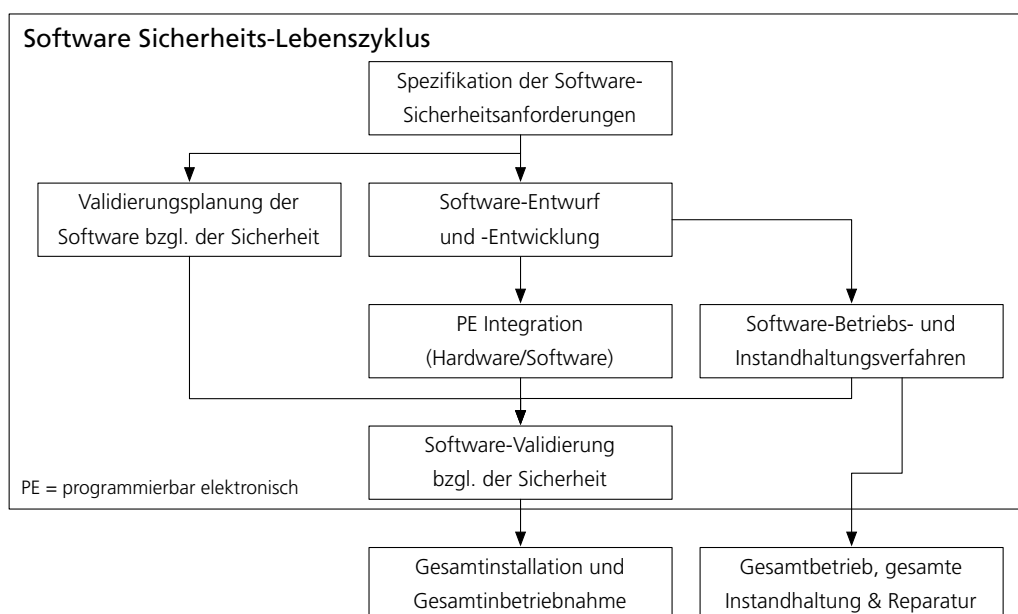 Software Sicherheits-Lebenszyklus
Spezifikation der Software-
Sicherheitsanforderungen
Validierungsplanung der
Software bzgl. der Sicherheit
Software-Entwurf
und -Entwicklung
PE Integration
(Hardware/Software)
Software-Betriebs- und
Instandhaltungsverfahren
Software-Validierung
bzgl. der Sicherheit
PE = programmierbar elektronisch
Gesamtinstallation und
Gesamtinbetriebnahme
Gesamtbetrieb, gesamte
Instandhaltung & Reparatur